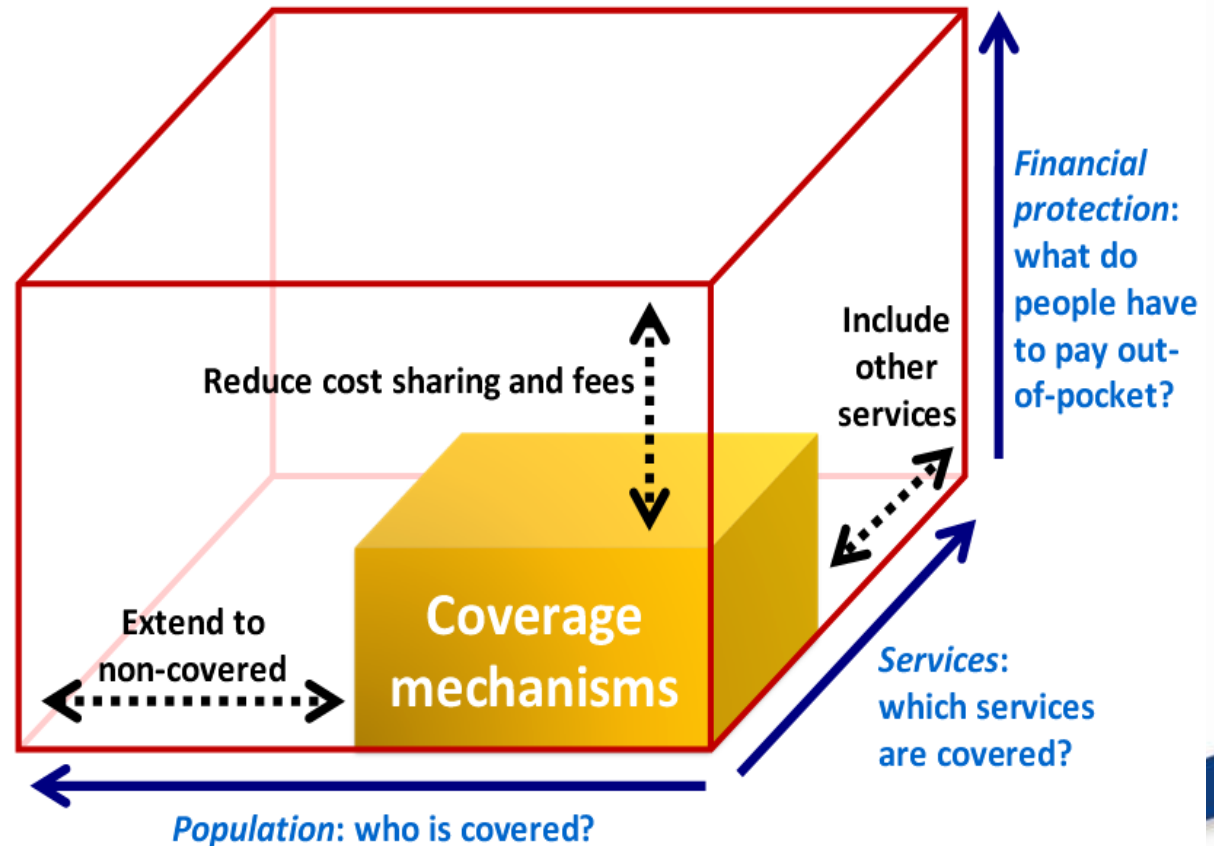 Financial
protection:
what do
people have
to pay out-
of-pocket?
Include
other
services
Reduce cost sharing and fees
Extend to
non-covered
Coverage
mechanisms
Services:
which services
are covered?
Population: who is covered?